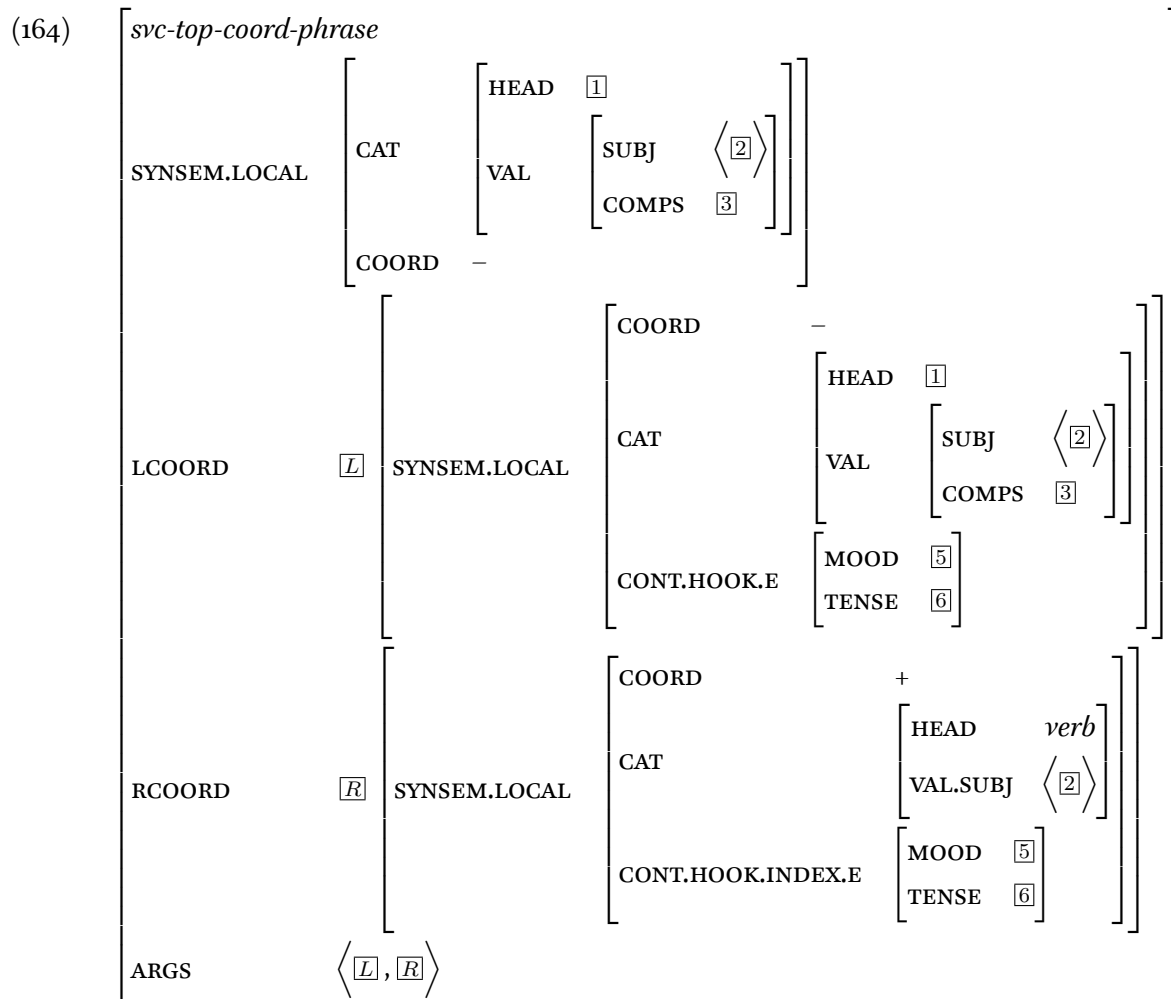 (164) svc-top-coord-phrase
HEAD 1
CAT SUBJ ⟨2⟩
SYNSEM.LOCAL VAL
COMPS 3
COORD –
COORD –
HEAD 1
CAT SUBJ ⟨2⟩
LCOORD L SYNSEM.LOCAL VAL
COMPS 3
MOOD 5
CONT.HOOK.E
TENSE 6
COORD +
HEAD verb
CAT
VAL.SUBJ ⟨2⟩
RCOORD R SYNSEM.LOCAL
MOOD 5
CONT.HOOK.INDEX.E
TENSE 6
ARGS ⟨L, R⟩